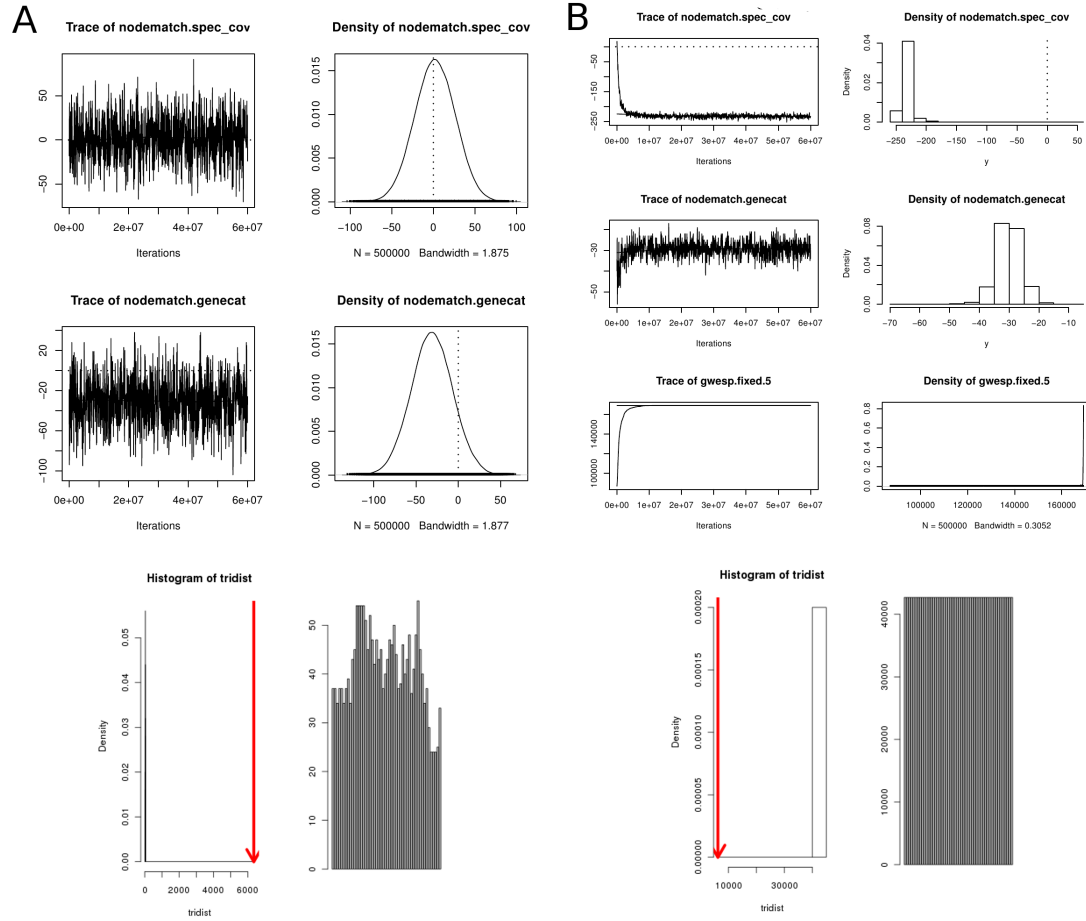 A
Trace of nodematch.spec_cov
50
0
−50
0e+00 2e+07 4e+07 6e+07
Iterations
Density of nodematch.spec_cov
0.015
0.010
0.005
0.000
−100 −50 0 50 100
N = 500000 Bandwidth = 1.875
Trace of nodematch.genecat
20
−20
−60
−100
0e+00 2e+07 4e+07 6e+07
Iterations
Density of nodematch.genecat
0.015
0.010
0.005
0.000
−100 −50 0 50
N = 500000 Bandwidth = 1.877
Histogram of tridist
Density
0.05
0.04
0.03
0.02
0.01
0.00
0 2000 4000 6000
tridist
50
40
30
20
10
0
B
Trace of nodematch.spec_cov
−50
−150
−250
0e+00 1e+07 2e+07 3e+07 4e+07 5e+07 6e+07
Iterations
Density of nodematch.spec_cov
Density
0.04
0.02
0.00
−250 −200 −150 −100 −50 0 50
y
Trace of nodematch.genecat
−30
−50
0e+00 1e+07 2e+07 3e+07 4e+07 5e+07 6e+07
Iterations
Density of nodematch.genecat
Density
0.08
0.04
0.00
−70 −60 −50 −40 −30 −20 −10
y
Trace of gwesp.fixed.5
140000
100000
0e+00 1e+07 2e+07 3e+07 4e+07 5e+07 6e+07
Iterations
Density of gwesp.fixed.5
0.8
0.6
0.4
0.2
0.0
100000 120000 140000 160000
N = 500000 Bandwidth = 0.3052
Histogram of tridist
Density
0.00020
0.00015
0.00010
0.00005
0.00000
10000 30000
tridist
40000
30000
20000
10000
0